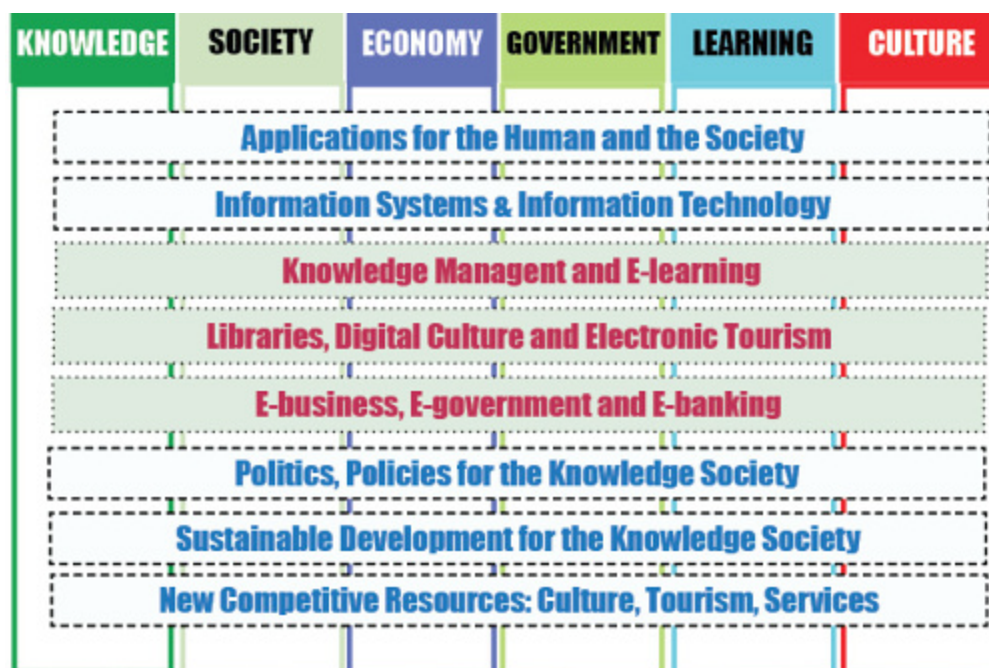 KNOWLEDGE SOCIETY ECONOMY GOVERNMENT LEARNING CULTURE
Applications for the Human and the Society
Information Systems & Information Technology
Knowledge Managent and E-learning
Libraries, Digital Culture and Electronic Tourism
E-business, E-government and E-banking
Politics, Policies for the Knowledge Society
Sustainable Development for the Knowledge Society
New Competitive Resources: Culture, Tourism, Services